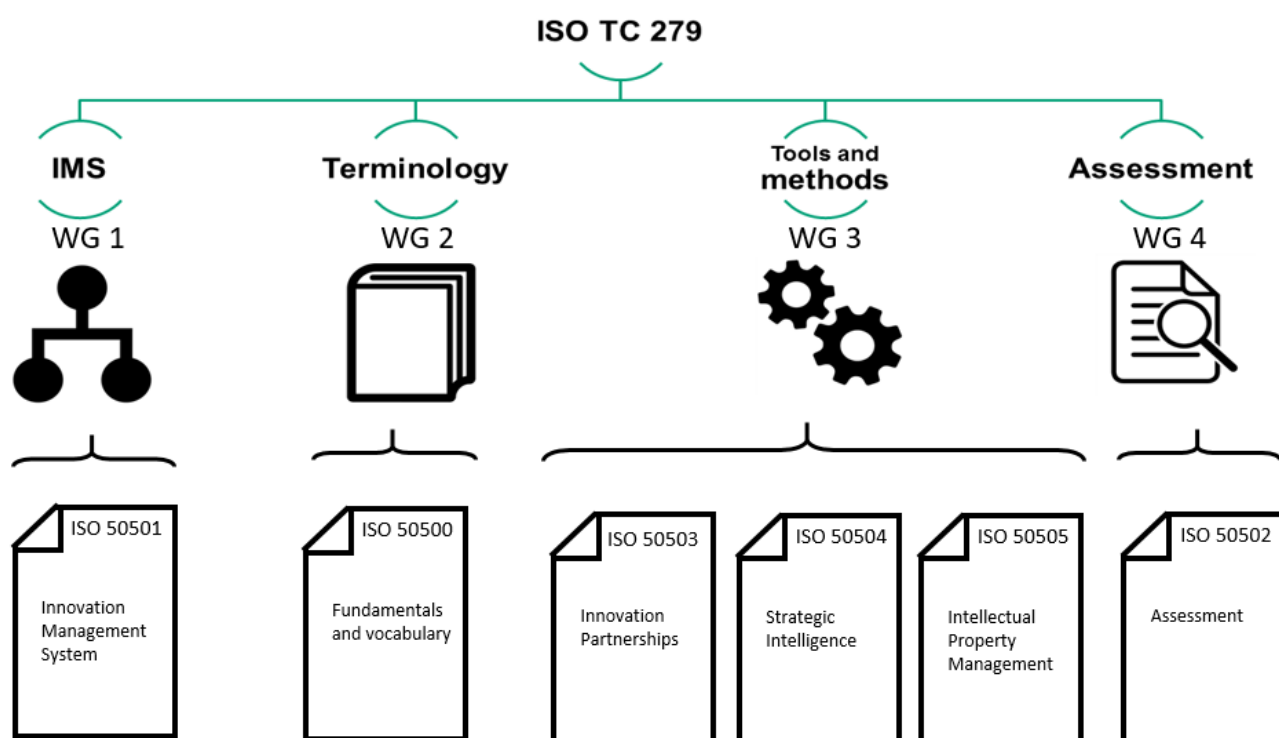 ISO TC 279
IMS
Terminology
Tools and
methods
Assessment
WG 1
WG 2
WG 3
WG 4
ISO 50501
Innovation
Management
System
ISO 50500
Fundamentals
and vocabulary
ISO 50503
Innovation
Partnerships
ISO 50504
Strategic
Intelligence
ISO 50505
Intellectual
Property
Management
ISO 50502
Assessment